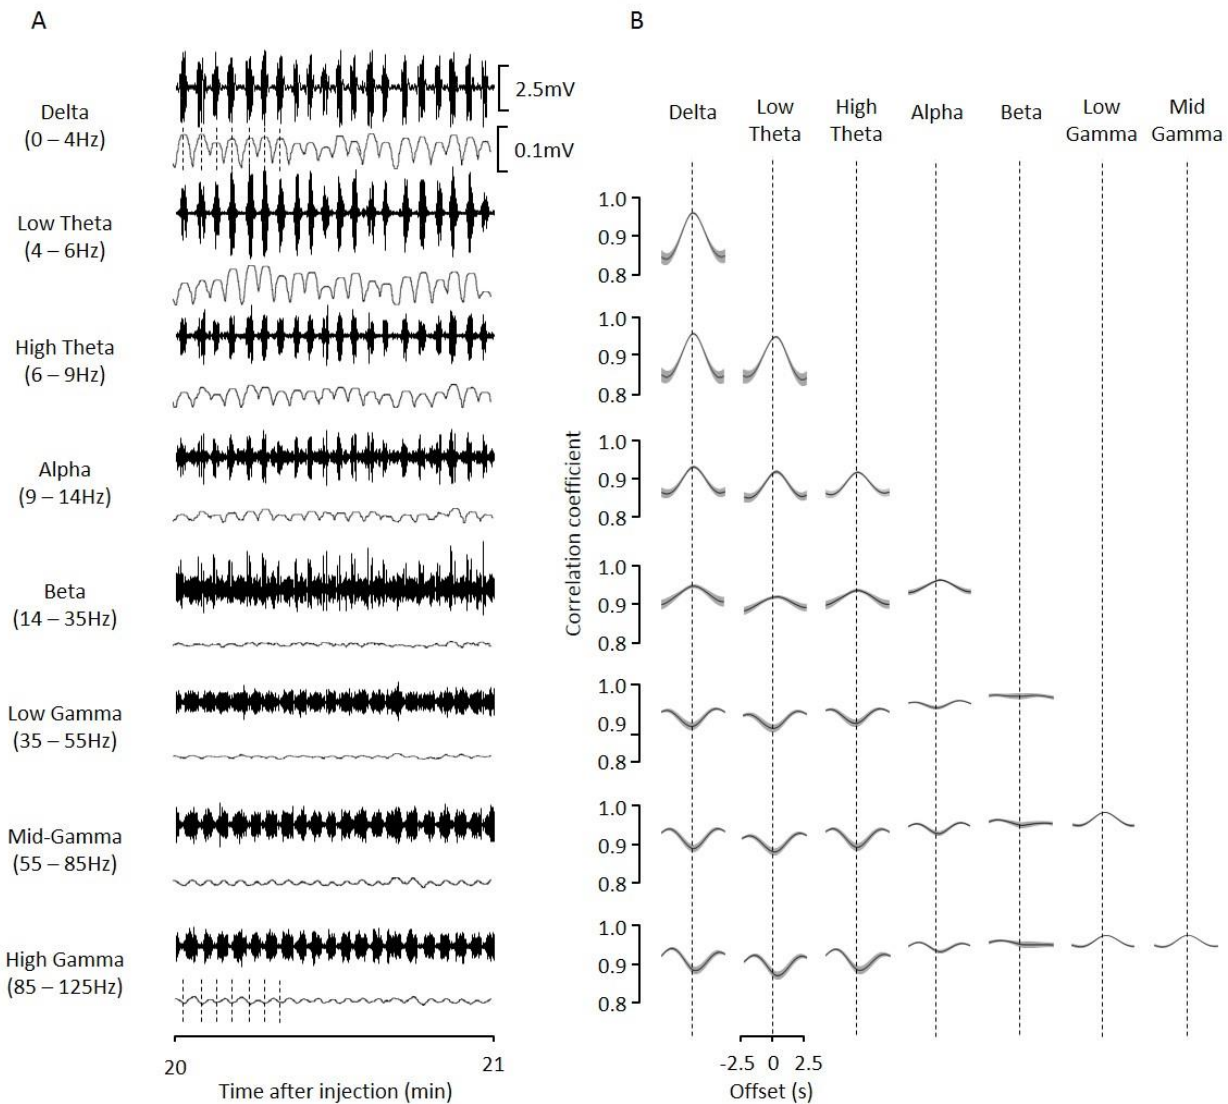 A
Delta
(0 – 4Hz)
2.5mV
0.1mV
Low Theta
(4 – 6Hz)
High Theta
(6 – 9Hz)
Alpha
(9 – 14Hz)
Beta
(14 – 35Hz)
Low Gamma
(35 – 55Hz)
Mid-Gamma
(55 – 85Hz)
High Gamma
(85 – 125Hz)
20
21
Time after injection (min)
B
Delta
Low
Theta
High
Theta
Alpha
Beta
Low
Gamma
Mid
Gamma
Correlation coefficient
1.0
0.9
0.8
1.0
0.9
0.8
1.0
0.9
0.8
1.0
0.9
0.8
1.0
0.9
0.8
1.0
0.9
0.8
1.0
0.9
0.8
-2.5 0 2.5
Offset (s)